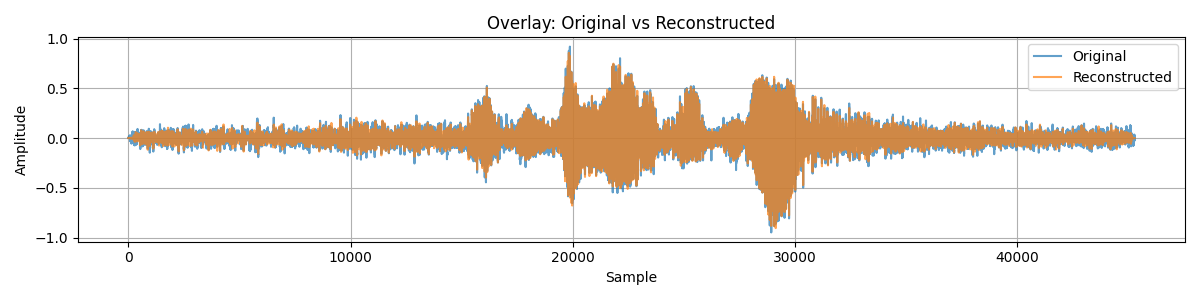 Overlay: Original vs Reconstructed
1.0
0.5
0.0
−0.5
−1.0
Amplitude
Original
Reconstructed
0
10000
20000
30000
40000
Sample